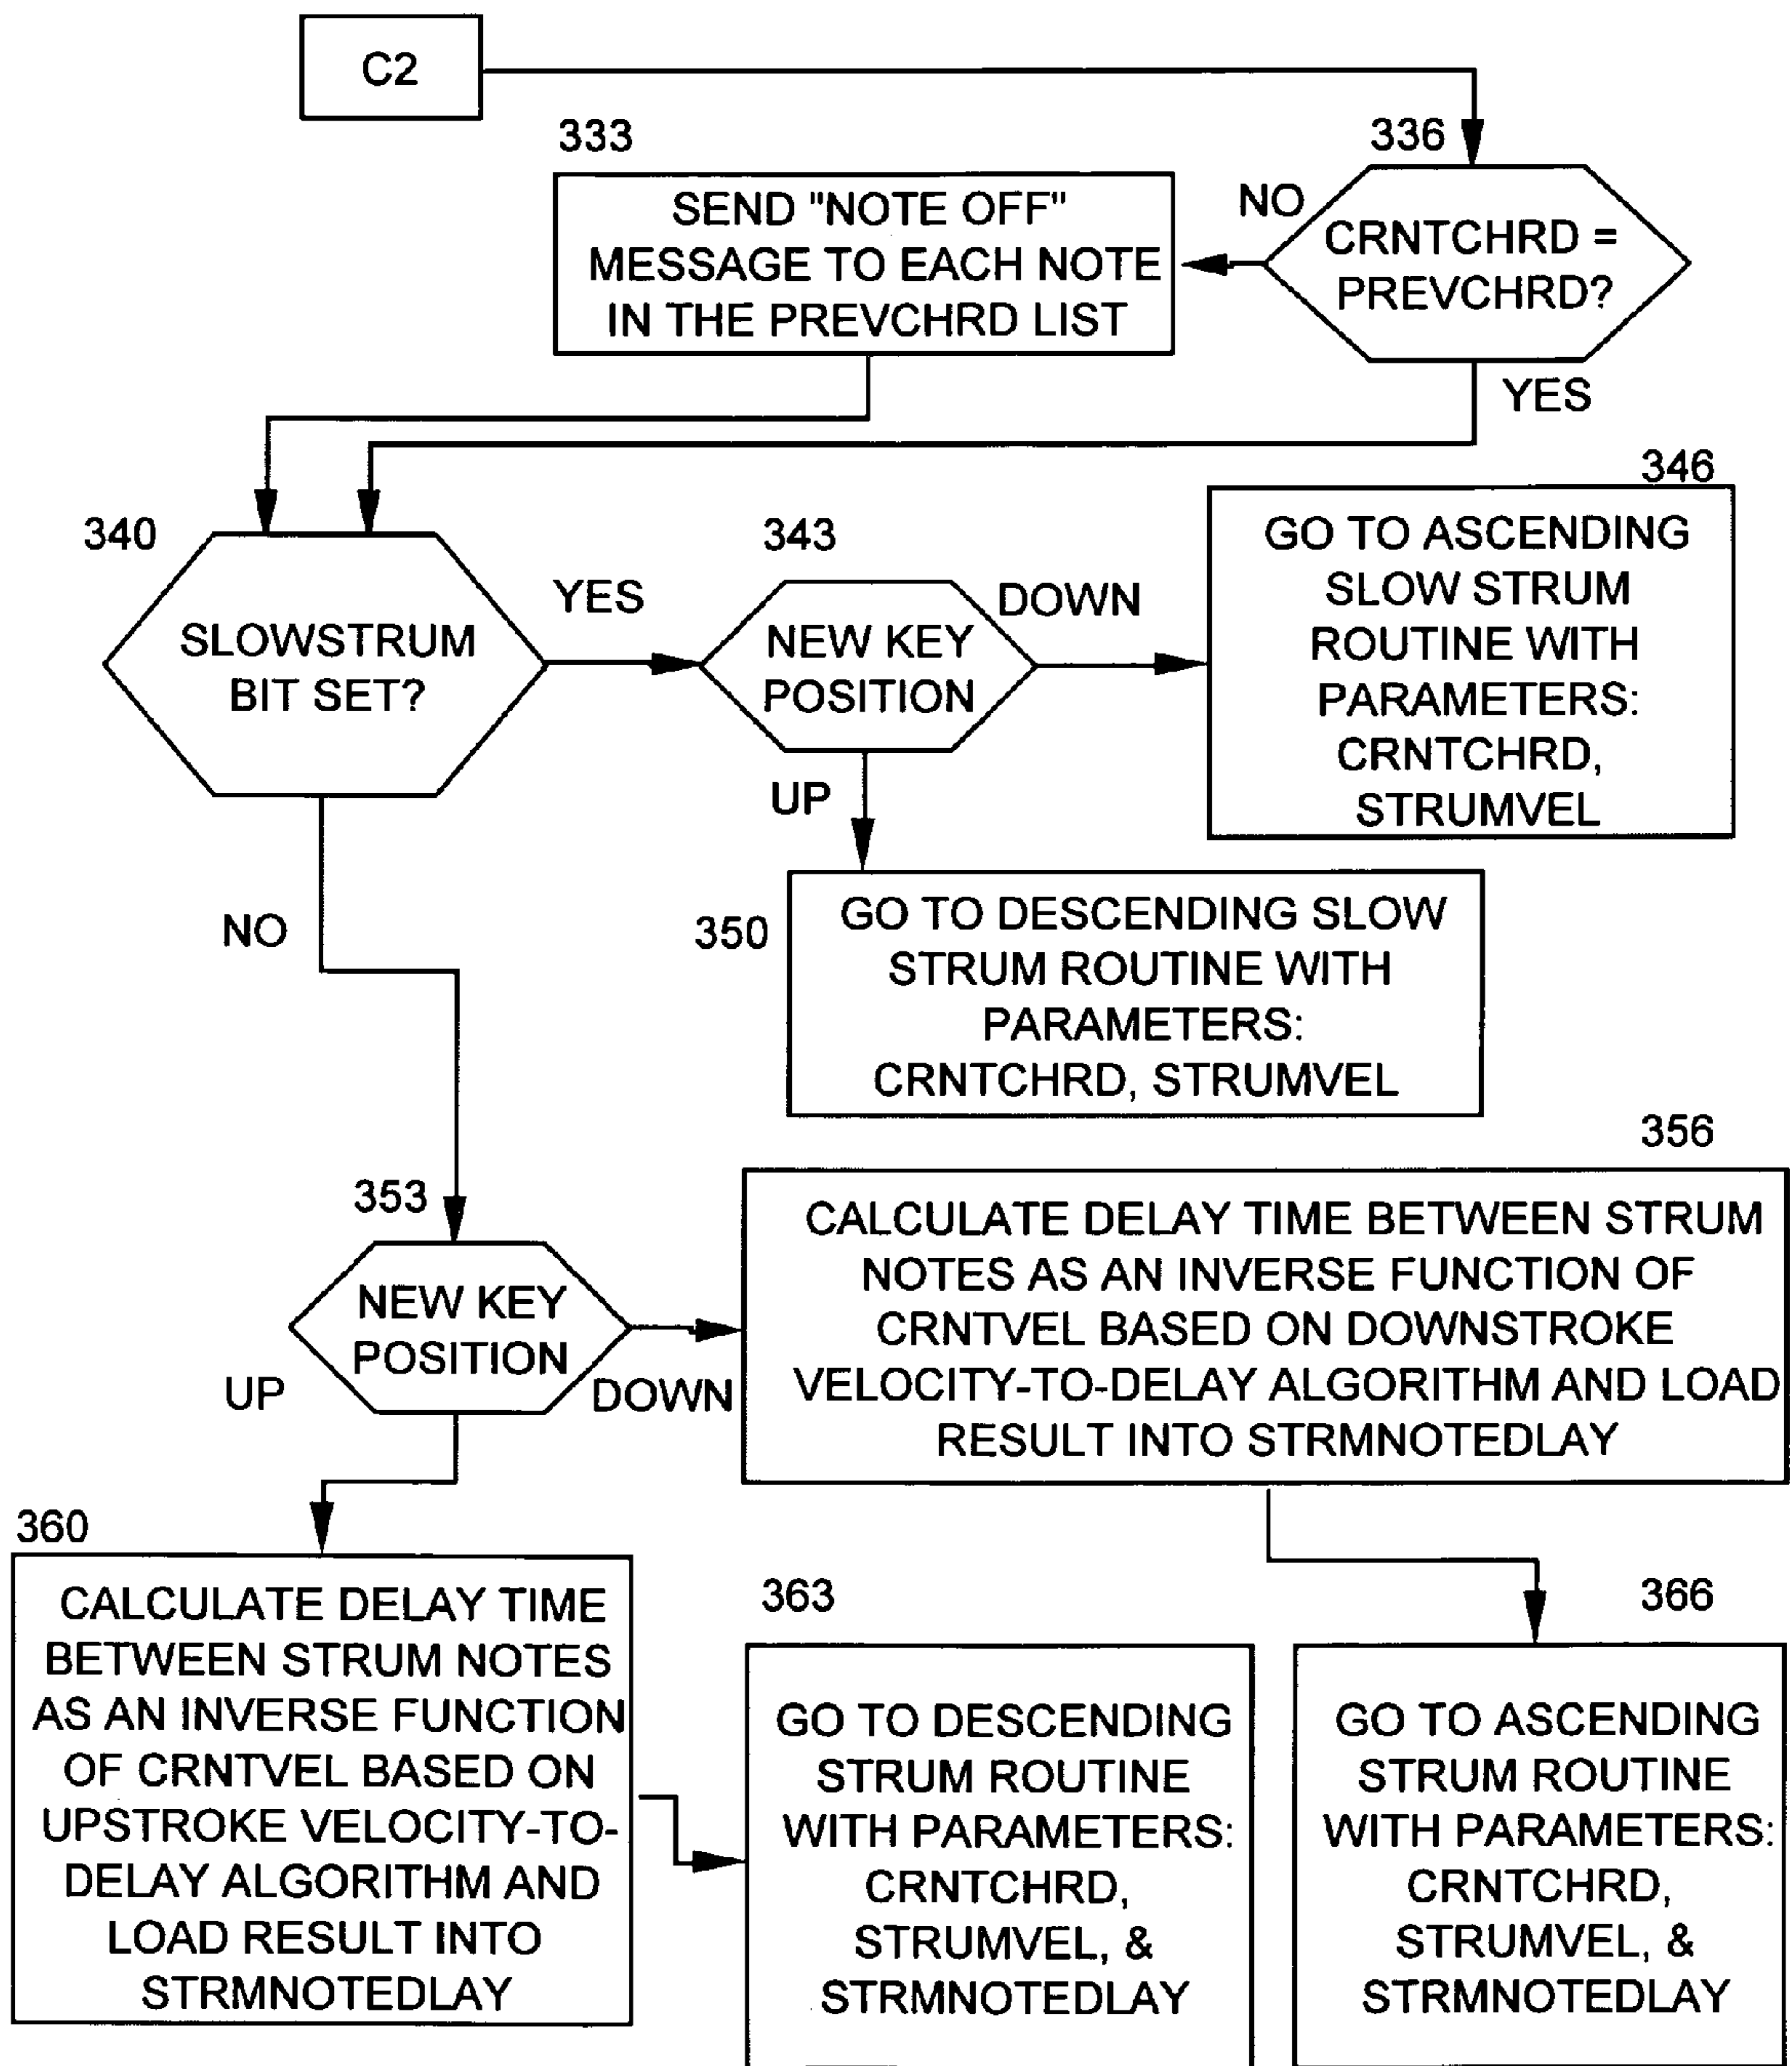 C2
333
336
SEND "NOTE OFF"
MESSAGE TO EACH NOTE
IN THE PREVCHRD LIST
NO
CRNTCHRD =
PREVCHRD?
YES
340
SLOWSTRUM
BIT SET?
YES
343
NEW KEY
POSITION
DOWN
346
GO TO ASCENDING
SLOW STRUM
ROUTINE WITH
PARAMETERS:
CRNTCHRD,
STRUMVEL
UP
NO
350
GO TO DESCENDING SLOW
STRUM ROUTINE WITH
PARAMETERS:
CRNTCHRD, STRUMVEL
353
NEW KEY
POSITION
UP
DOWN
356
CALCULATE DELAY TIME BETWEEN STRUM
NOTES AS AN INVERSE FUNCTION OF
CRNTVEL BASED ON DOWNSTROKE
VELOCITY-TO-DELAY ALGORITHM AND LOAD
RESULT INTO STRMNOTEDLAY
360
CALCULATE DELAY TIME
BETWEEN STRUM NOTES
AS AN INVERSE FUNCTION
OF CRNTVEL BASED ON
UPSTROKE VELOCITY-TO-
DELAY ALGORITHM AND
LOAD RESULT INTO
STRMNOTEDLAY
363
GO TO DESCENDING
STRUM ROUTINE
WITH PARAMETERS:
CRNTCHRD,
STRUMVEL, &
STRMNOTEDLAY
366
GO TO ASCENDING
STRUM ROUTINE
WITH PARAMETERS:
CRNTCHRD,
STRUMVEL, &
STRMNOTEDLAY